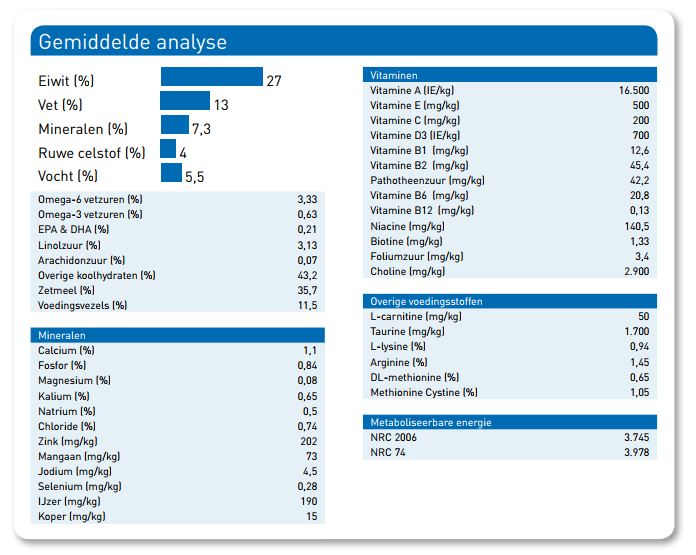 Gemiddelde analyse
Eiwit (%) 27
Vet (%) 13
Mineralen (%) 7,3
Ruwe celstof (%) 4
Vocht (%) 5,5
Omega-6 vetzuren (%) 3,33
Omega-3 vetzuren (%) 0,63
EPA & DHA (%) 0,21
Linolzuur (%) 3,13
Arachidonzuur (%) 0,07
Overige koolhydraten (%) 43,2
Zetmeel (%) 35,7
Voedingsvezels (%) 11,5
Mineralen
Calcium (%) 1,1
Fosfor (%) 0,84
Magnesium (%) 0,08
Kalium (%) 0,65
Natrium (%) 0,5
Chloride (%) 0,74
Zink (mg/kg) 202
Mangaan (mg/kg) 73
Jodium (mg/kg) 4,5
Selenium (mg/kg) 0,28
IJzer (mg/kg) 190
Koper (mg/kg) 15
Vitaminen
Vitamine A (IE/kg) 16.500
Vitamine E (mg/kg) 500
Vitamine C (mg/kg) 200
Vitamine D3 (IE/kg) 700
Vitamine B1 (mg/kg) 12,6
Vitamine B2 (mg/kg) 45,4
Pathotheenzuur (mg/kg) 42,2
Vitamine B6 (mg/kg) 20,8
Vitamine B12 (mg/kg) 0,13
Niacine (mg/kg) 140,5
Biotine (mg/kg) 1,33
Foliumzuur (mg/kg) 3,4
Choline (mg/kg) 2.900
Overige voedingsstoffen
L-carnitine (mg/kg) 50
Taurine (mg/kg) 1.700
L-lysine (%) 0,94
Arginine (%) 1,45
DL-methionine (%) 0,65
Methionine Cystine (%) 1,05
Metaboliseerbare energie
NRC 2006 3.745
NRC 74 3.978